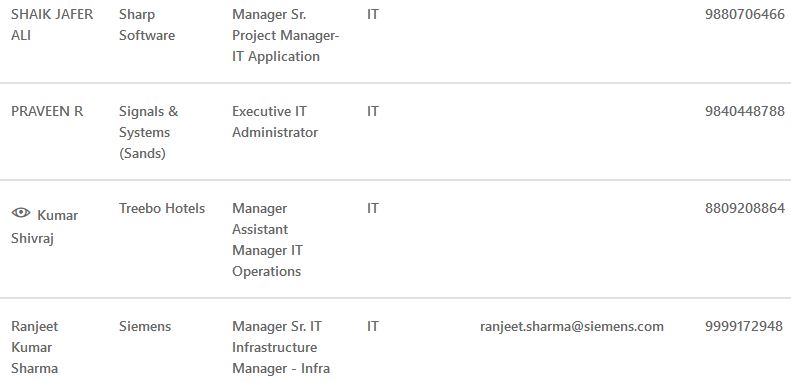 SHAIK JAFER ALI Sharp Software Manager Sr. Project Manager- IT Application IT 9880706466
PRAVEEN R Signals & Systems (Sands) Executive IT Administrator IT 9840448788
Kumar Shivraj Treebo Hotels Manager Assistant Manager IT Operations IT 8809208864
Ranjeet Kumar Sharma Siemens Manager Sr. IT Infrastructure Manager - Infra IT ranjeet.sharma@siemens.com 9999172948